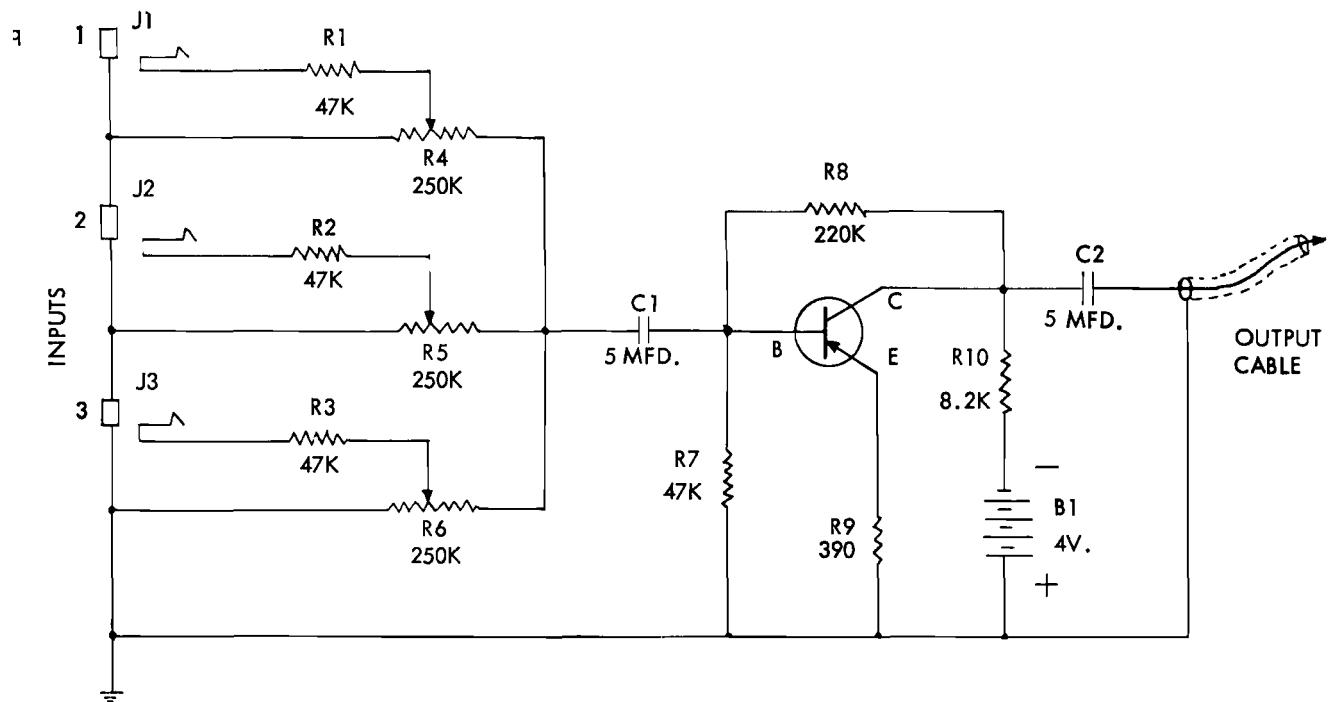 J1
1
R1
47K
R4
250K
J2
2
R2
47K
R5
250K
INPUTS
J3
3
R3
47K
R6
250K
C1
5 MFD.
R8
220K
B
C
E
R7
47K
R9
390
C2
5 MFD.
R10
8.2K
−
B1
4V.
+
OUTPUT
CABLE